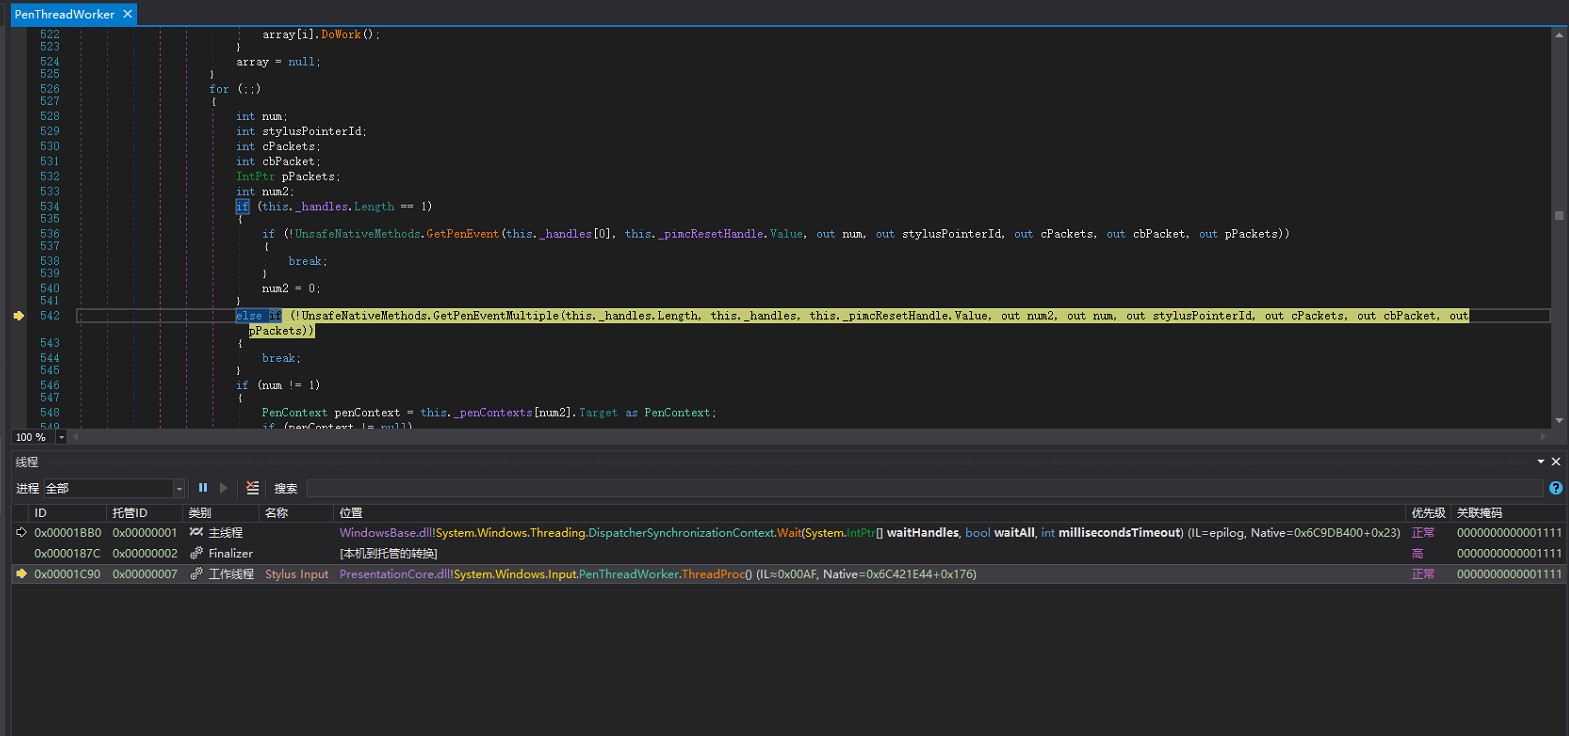 PenThreadWorker
522 array[i].DoWork();
523 }
524 array = null;
525 }
526 for (;;)
527 {
528 int num;
529 int stylusPointerId;
530 int cPackets;
531 int cbPacket;
532 IntPtr pPackets;
533 int num2;
534 if (this._handles.Length == 1)
535 {
536 if (!UnsafeNativeMethods.GetPenEvent(this._handles[0], this._pimcResetHandle.Value, out num, out stylusPointerId, out cPackets, out cbPacket, out pPackets))
537 {
538 break;
539 }
540 num2 = 0;
541 }
542 else if (!UnsafeNativeMethods.GetPenEventMultiple(this._handles.Length, this._handles, this._pimcResetHandle.Value, out num2, out num, out stylusPointerId, out cPackets, out cbPacket, out
pPackets))
543 {
544 break;
545 }
546 if (num != 1)
547 {
548 PenContext penContext = this._penContexts[num2].Target as PenContext;
549 if (penContext != null)
100 %
线程
进程 全部 搜索
ID 托管ID 类别 名称 位置 优先级 关联掩码
0x00001BB0 0x00000001 主线程 WindowsBase.dll!System.Windows.Threading.DispatcherSynchronizationContext.Wait(System.IntPtr[] waitHandles, bool waitAll, int millisecondsTimeout) (IL=epilog, Native=0x6C9DB400+0x23) 正常 0000000000001111
0x0000187C 0x00000002 Finalizer [本机到托管的转换] 高 0000000000001111
0x00001C90 0x00000007 工作线程 Stylus Input PresentationCore.dll!System.Windows.Input.PenThreadWorker.ThreadProc() (IL≈0x00AF, Native=0x6C421E44+0x176) 正常 0000000000001111